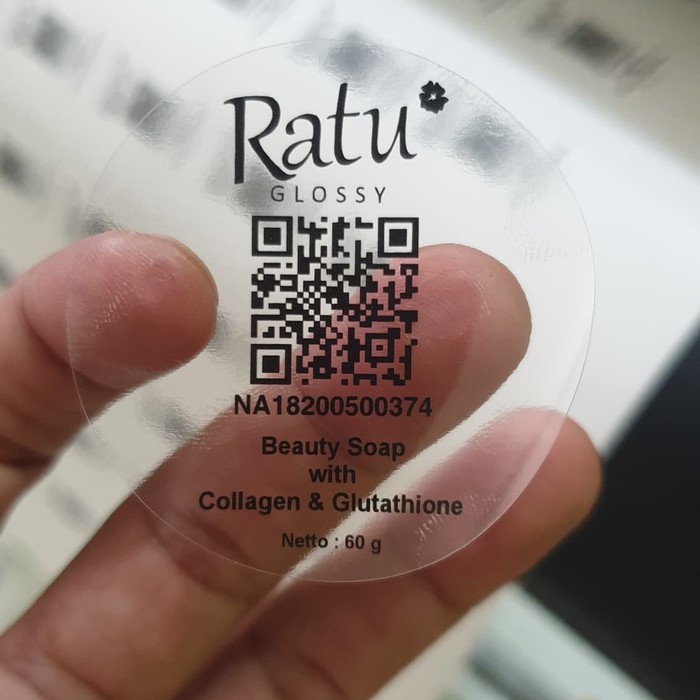 Ratu
GLOSSY
NA18200500374
Beauty Soap
with
Collagen & Glutathione
Netto : 60 g